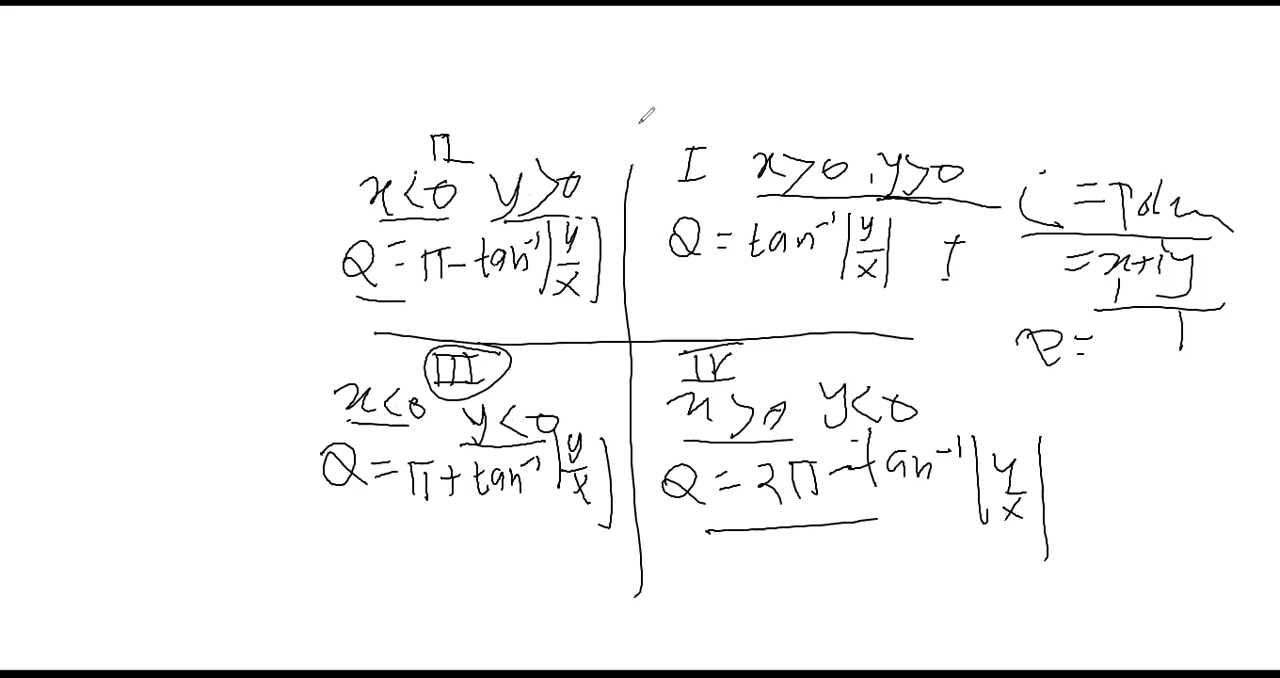 II
x<0 y>0
Q = π - tan⁻¹|y/x|
I x>0, y>0
Q = tan⁻¹|y/x| I
= x+iy
III
x<0 y<0
Q = π + tan⁻¹|y/x|
IV
x>0 y<0
Q = 2π - tan⁻¹|y/x|